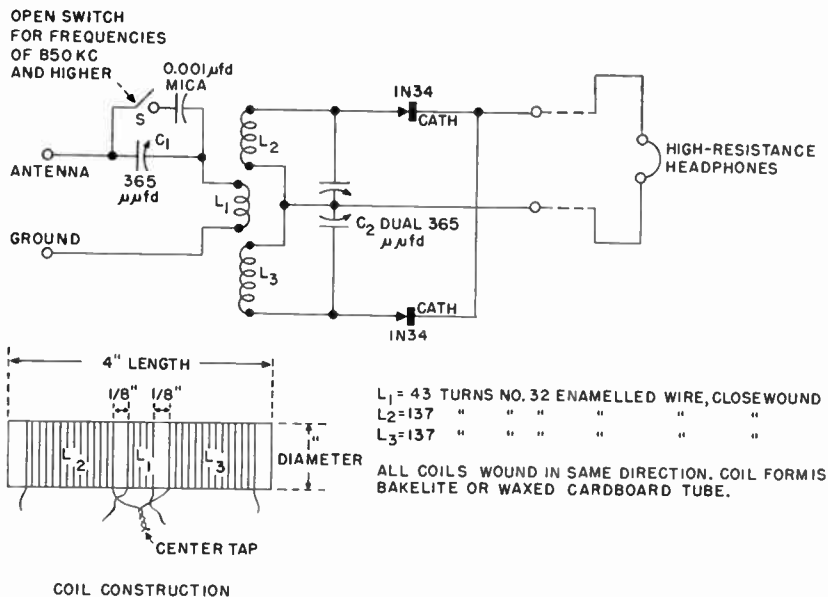 OPEN SWITCH
FOR FREQUENCIES
OF 850 KC
AND HIGHER
0.001 µfd
MICA
S
C1
ANTENNA
365
µµfd
L2
L1
GROUND
L3
1N34
CATH
C2 DUAL 365
µµfd
CATH
1N34
HIGH-RESISTANCE
HEADPHONES
4" LENGTH
1/8" 1/8"
L2 L1 L3
"
DIAMETER
CENTER TAP
COIL CONSTRUCTION
L1 = 43 TURNS NO. 32 ENAMELLED WIRE, CLOSEWOUND
L2=137 " " " " " "
L3=137 " " " " " "
ALL COILS WOUND IN SAME DIRECTION. COIL FORM IS
BAKELITE OR WAXED CARDBOARD TUBE.